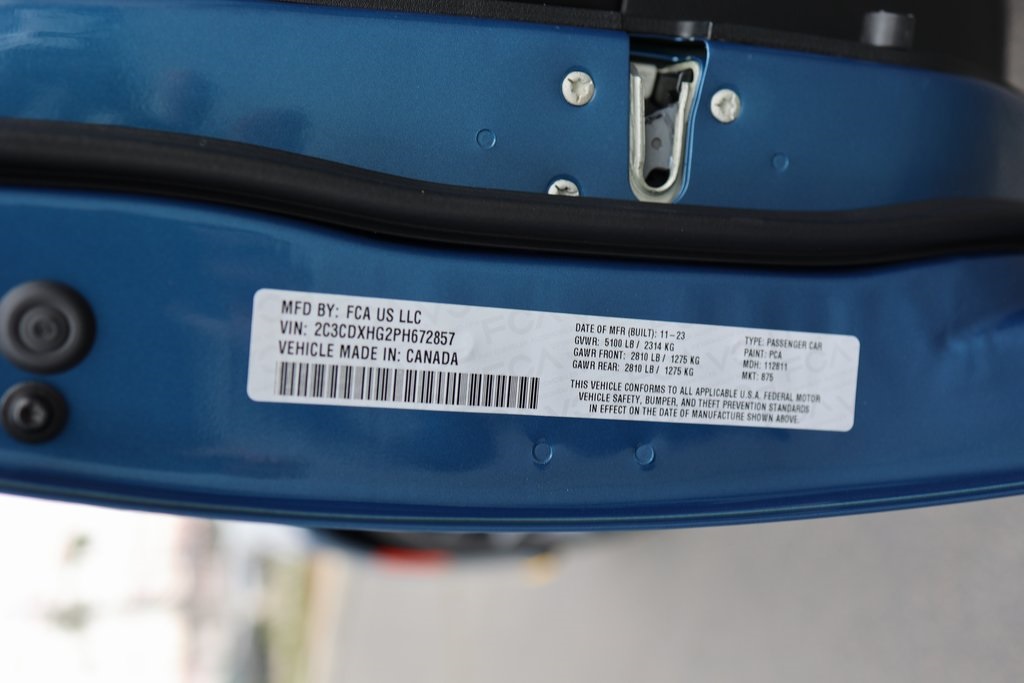 MFD BY: FCA US LLC
VIN: 2C3CDXHG2PH672857
VEHICLE MADE IN: CANADA
DATE OF MFR (BUILT): 11-23
GVWR: 5100 LB / 2314 KG
GAWR FRONT: 2810 LB / 1275 KG
GAWR REAR: 2810 LB / 1275 KG
TYPE: PASSENGER CAR
PAINT: PCA
MDH: 112811
MKT: 875
THIS VEHICLE CONFORMS TO ALL APPLICABLE U.S.A. FEDERAL MOTOR
VEHICLE SAFETY, BUMPER, AND THEFT PREVENTION STANDARDS
IN EFFECT ON THE DATE OF MANUFACTURE SHOWN ABOVE.